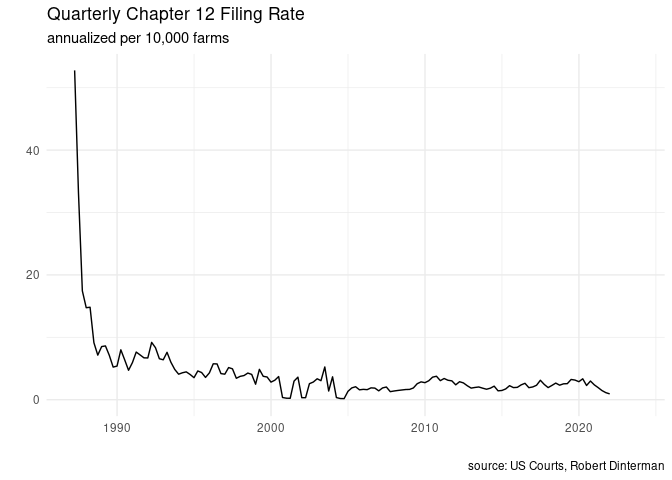 Quarterly Chapter 12 Filing Rate
annualized per 10,000 farms
40
20
0
1990
2000
2010
2020
source: US Courts, Robert Dinterman